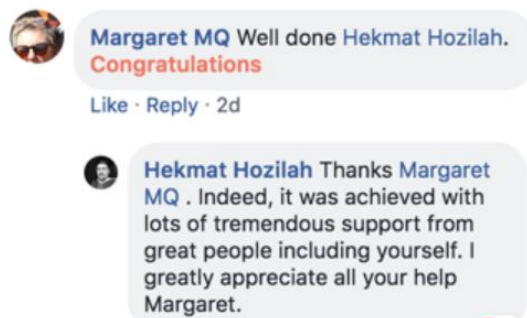 Margaret MQ Well done Hekmat Hozilah.
Congratulations
Like · Reply · 2d
Hekmat Hozilah Thanks Margaret
MQ . Indeed, it was achieved with
lots of tremendous support from
great people including yourself. I
greatly appreciate all your help
Margaret.